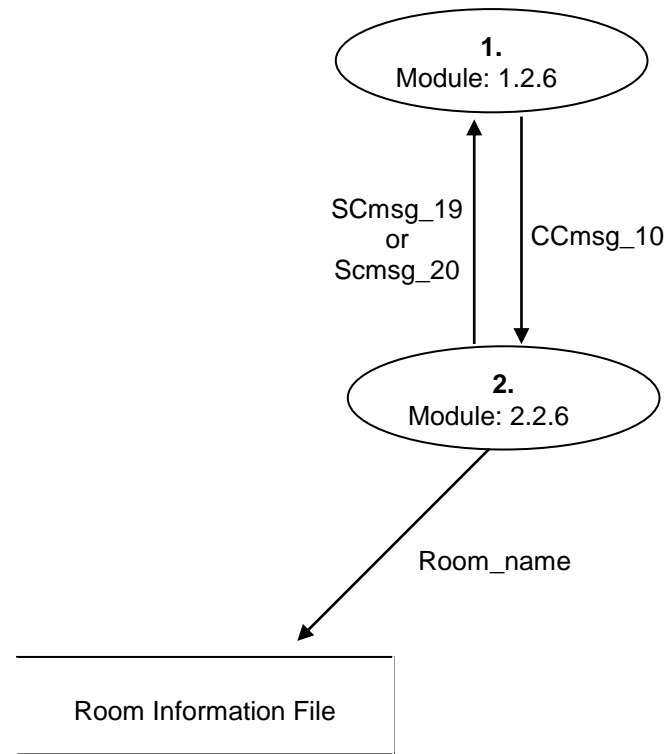 1.
Module: 1.2.6
SCmsg_19
or
Scmsg_20
CCmsg_10
2.
Module: 2.2.6
Room_name
Room Information File